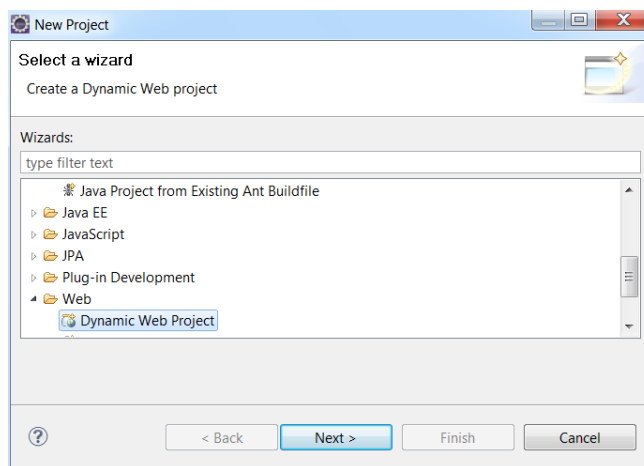 New Project
Select a wizard
Create a Dynamic Web project
Wizards:
type filter text
Java Project from Existing Ant Buildfile
Java EE
JavaScript
JPA
Plug-in Development
Web
Dynamic Web Project
? < Back Next > Finish Cancel